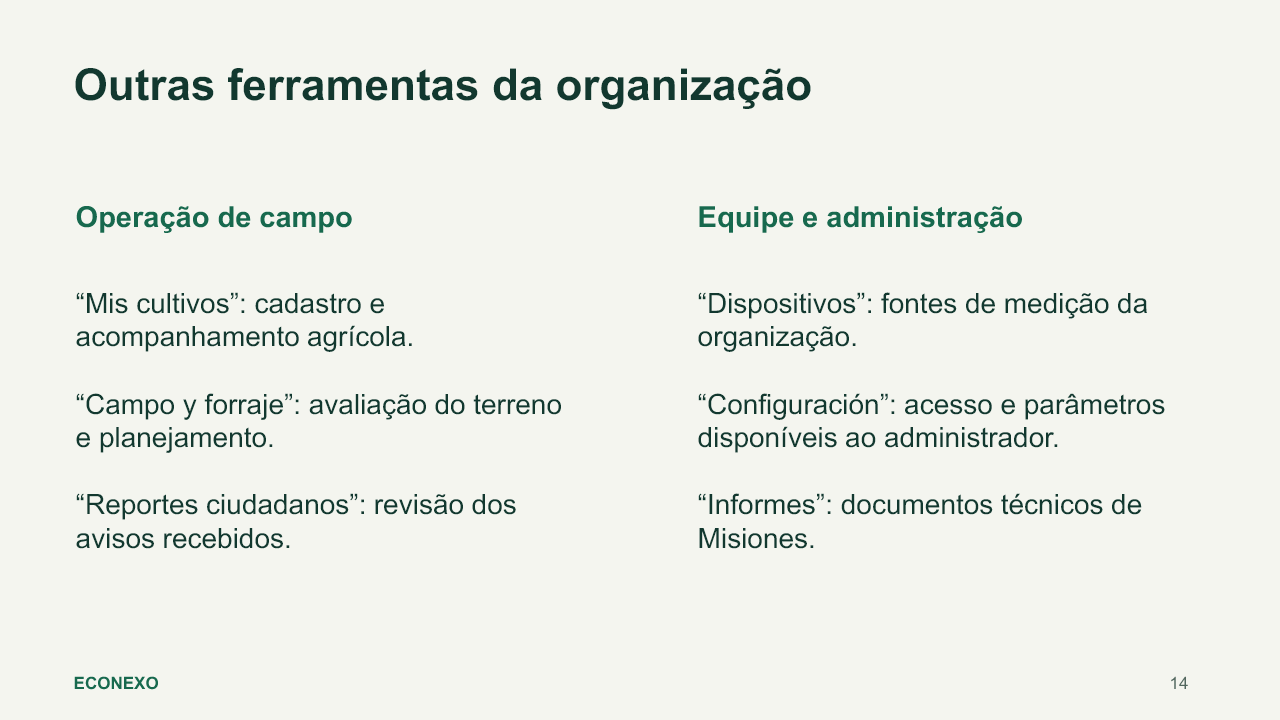 Outras ferramentas da organização
Operação de campo
“Mis cultivos”: cadastro e
acompanhamento agrícola.
“Campo y forraje”: avaliação do terreno
e planejamento.
“Reportes ciudadanos”: revisão dos
avisos recebidos.
Equipe e administração
“Dispositivos”: fontes de medição da
organização.
“Configuración”: acesso e parâmetros
disponíveis ao administrador.
“Informes”: documentos técnicos de
Misiones.
ECONEXO
14